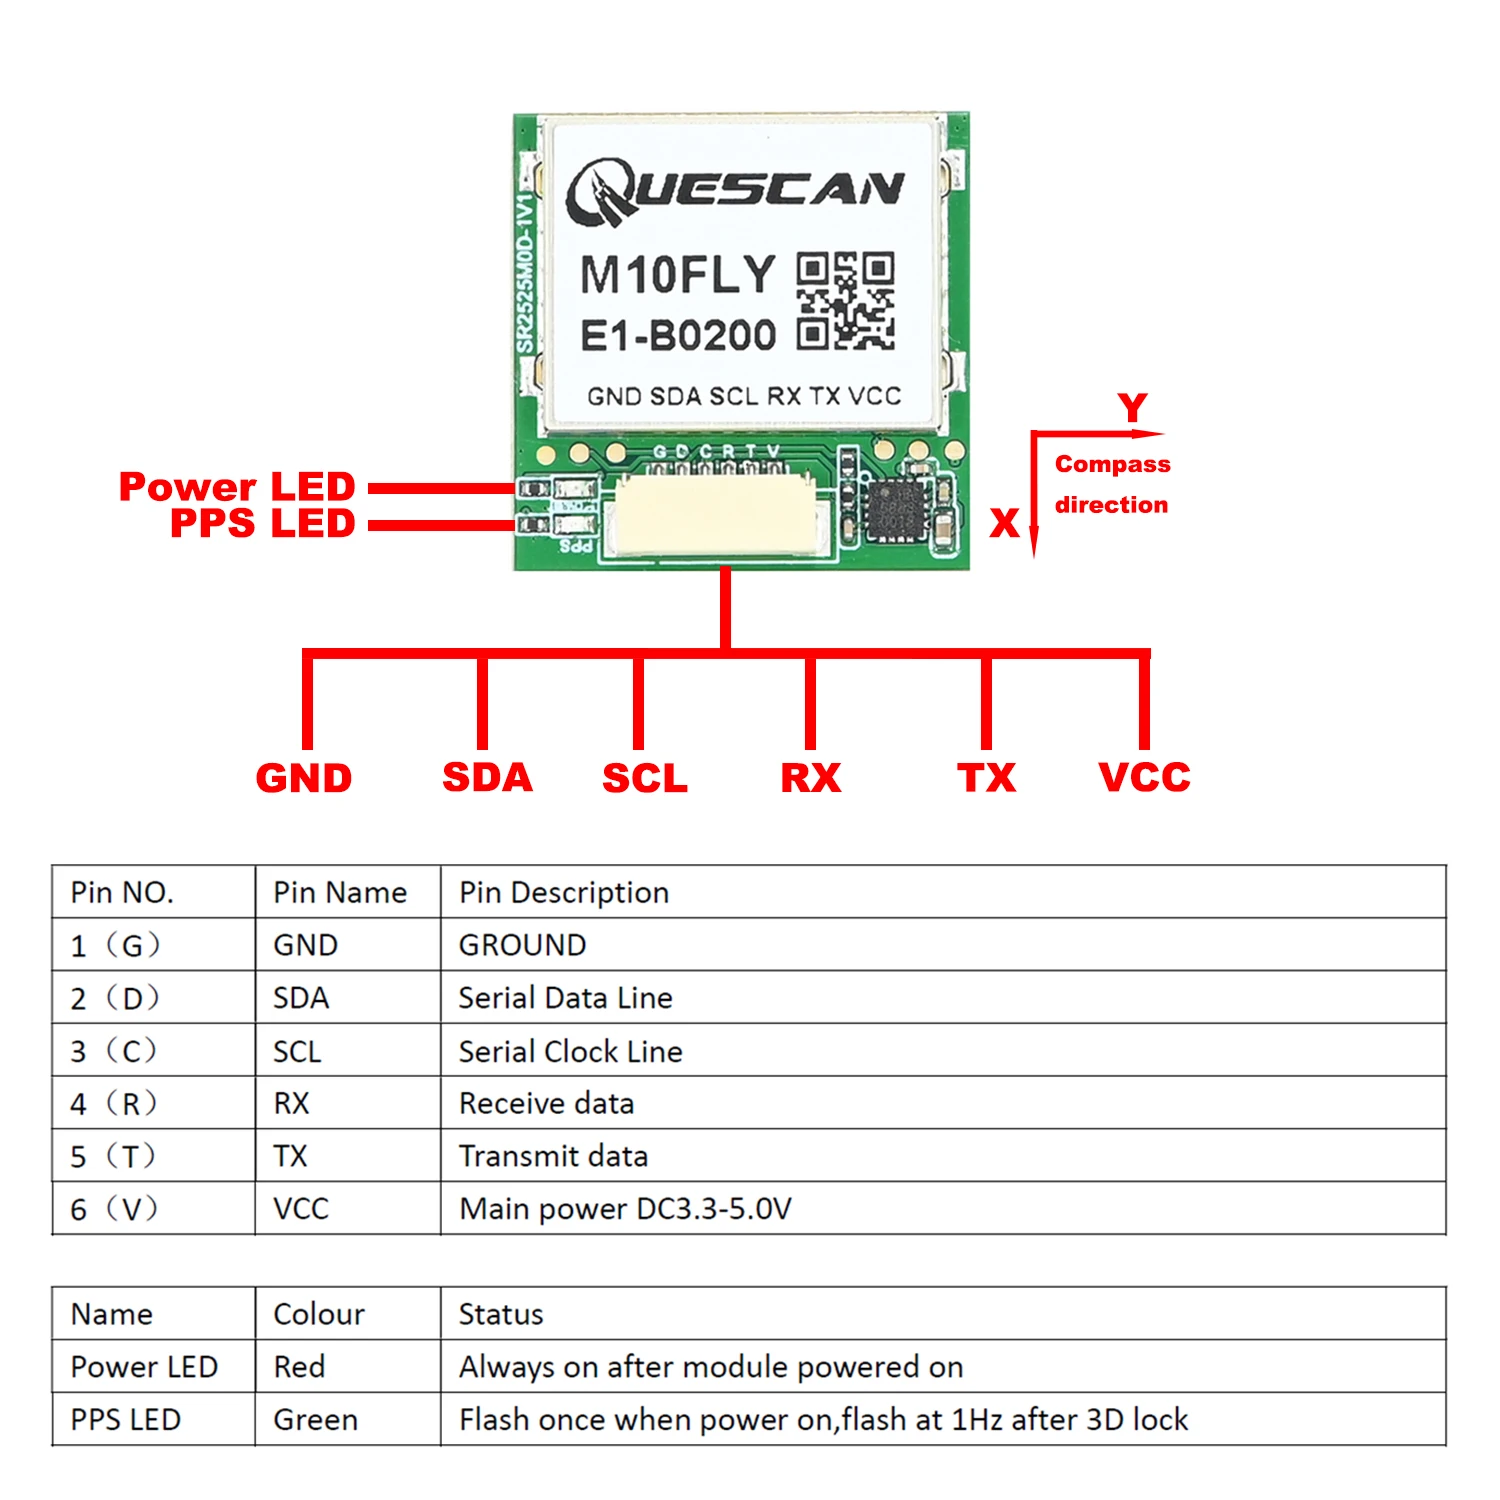 QUESCAN
M10FLY
E1-B0200
GND SDA SCL RX TX VCC
SR2525M0D-1V1
G D C R T V
PPS
Power LED
PPS LED
Y
Compass
direction
X
GND SDA SCL RX TX VCC
Pin NO. Pin Name Pin Description
1（G） GND GROUND
2（D） SDA Serial Data Line
3（C） SCL Serial Clock Line
4（R） RX Receive data
5（T） TX Transmit data
6（V） VCC Main power DC3.3-5.0V
Name Colour Status
Power LED Red Always on after module powered on
PPS LED Green Flash once when power on,flash at 1Hz after 3D lock